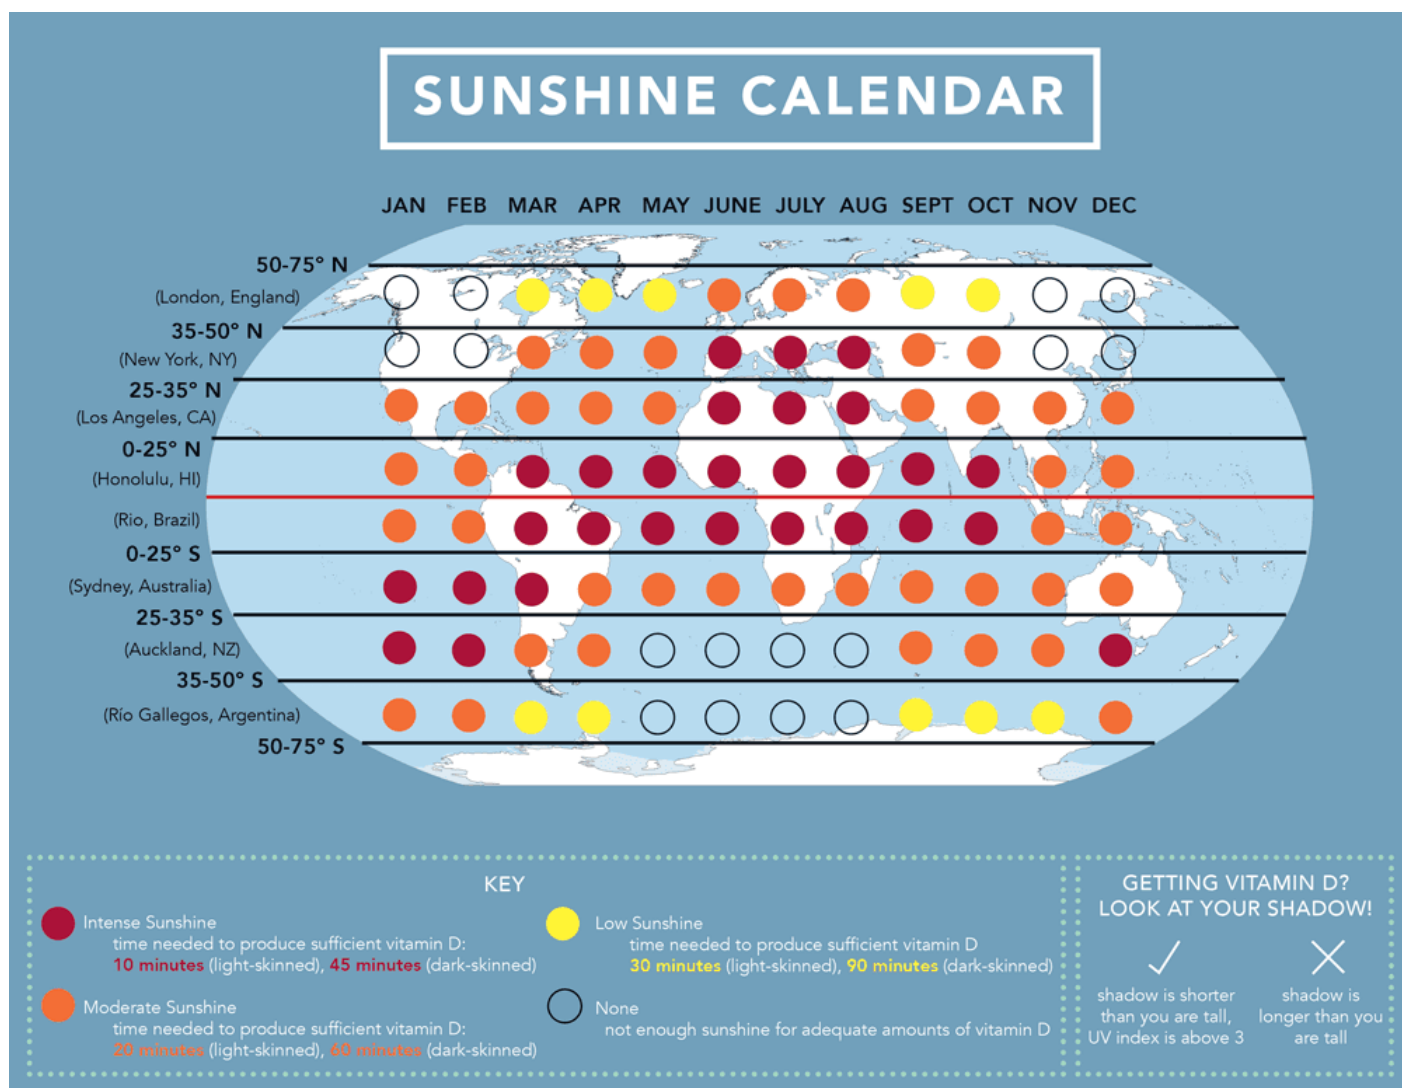 SUNSHINE CALENDAR
JAN FEB MAR APR MAY JUNE JULY AUG SEPT OCT NOV DEC
50-75° N
(London, England)
35-50° N
(New York, NY)
25-35° N
(Los Angeles, CA)
0-25° N
(Honolulu, HI)
(Rio, Brazil)
0-25° S
(Sydney, Australia)
25-35° S
(Auckland, NZ)
35-50° S
(Río Gallegos, Argentina)
50-75° S
KEY
Intense Sunshine
time needed to produce sufficient vitamin D:
10 minutes (light-skinned), 45 minutes (dark-skinned)
Moderate Sunshine
time needed to produce sufficient vitamin D:
20 minutes (light-skinned), 60 minutes (dark-skinned)
Low Sunshine
time needed to produce sufficient vitamin D
30 minutes (light-skinned), 90 minutes (dark-skinned)
None
not enough sunshine for adequate amounts of vitamin D
GETTING VITAMIN D?
LOOK AT YOUR SHADOW!
shadow is shorter
than you are tall,
UV index is above 3
shadow is
longer than you
are tall